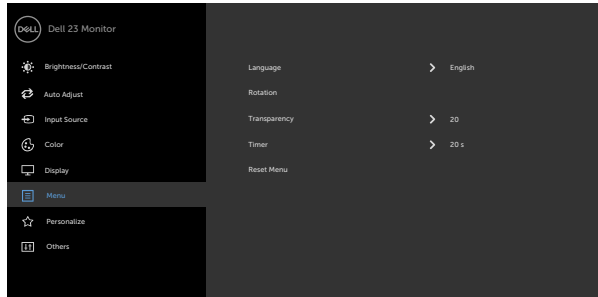 DELL Dell 23 Monitor
Brightness/Contrast
Auto Adjust
Input Source
Color
Display
Menu
Personalize
Others
Language English
Rotation
Transparency 20
Timer 20 s
Reset Menu